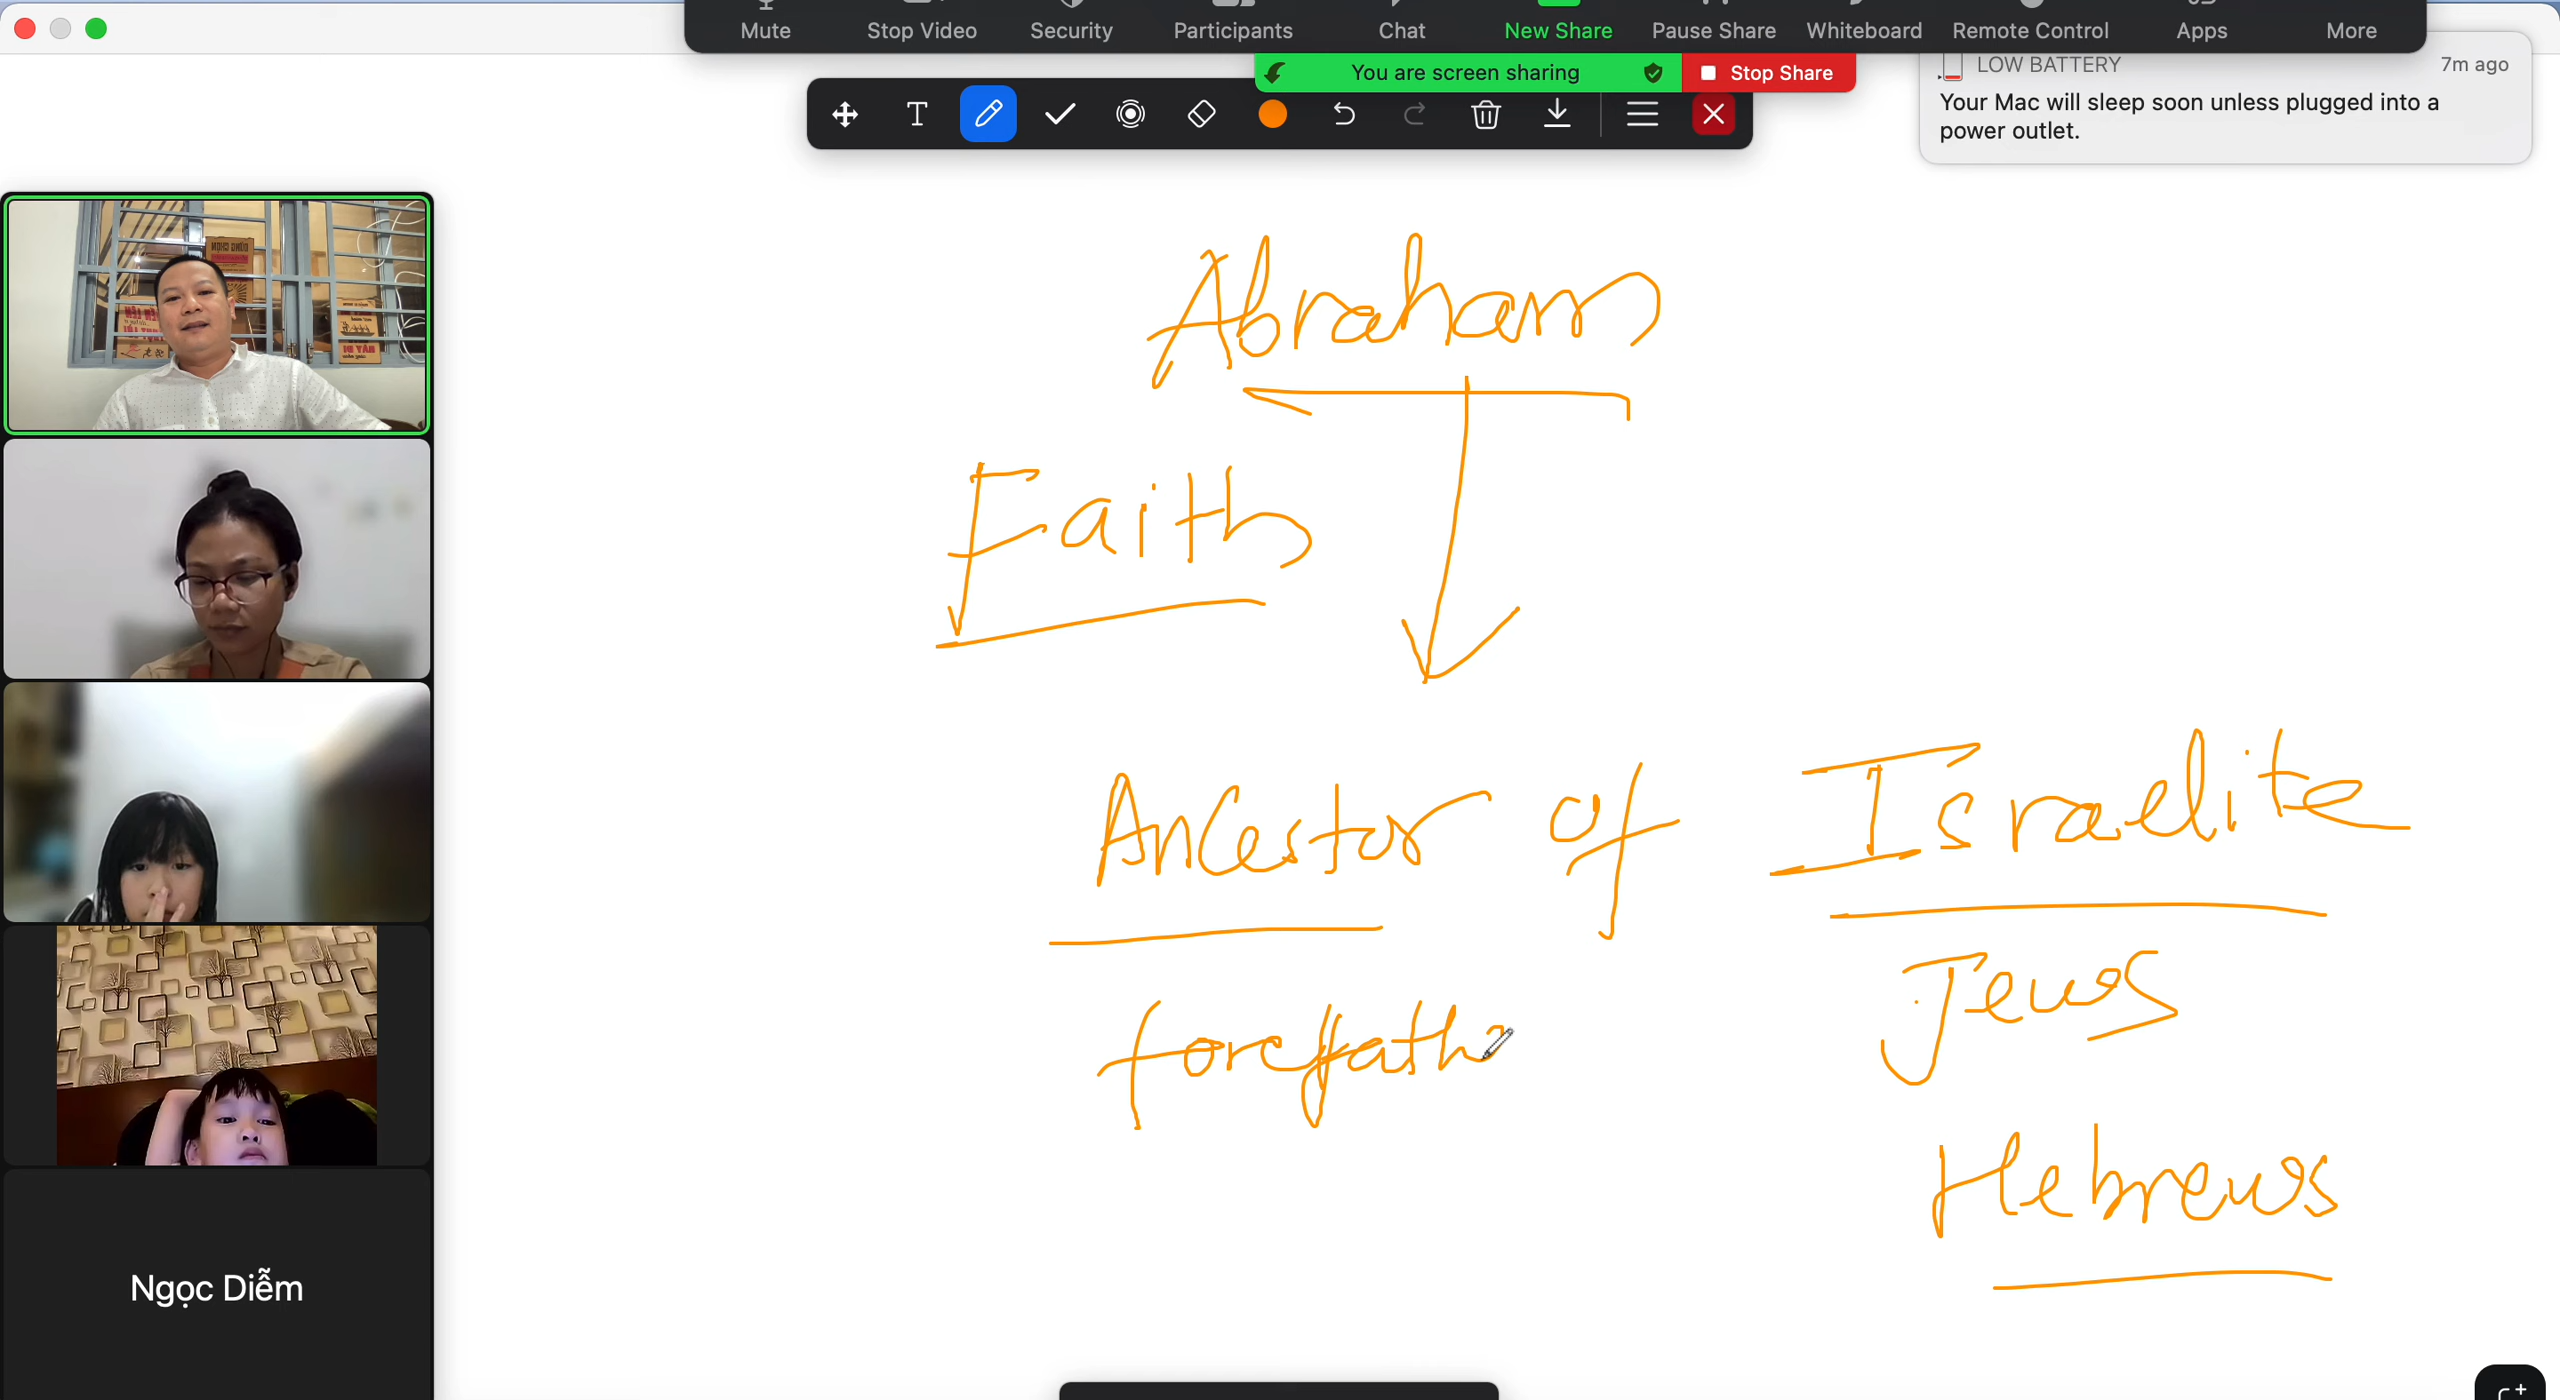 Mute Stop Video Security Participants Chat New Share Pause Share Whiteboard Remote Control Apps More
You are screen sharing Stop Share
LOW BATTERY 7m ago
Your Mac will sleep soon unless plugged into a
power outlet.
T
Abraham
Faith
Ancestor of Israelite
Jews
forefath
Hebrews
Ngọc Diễm